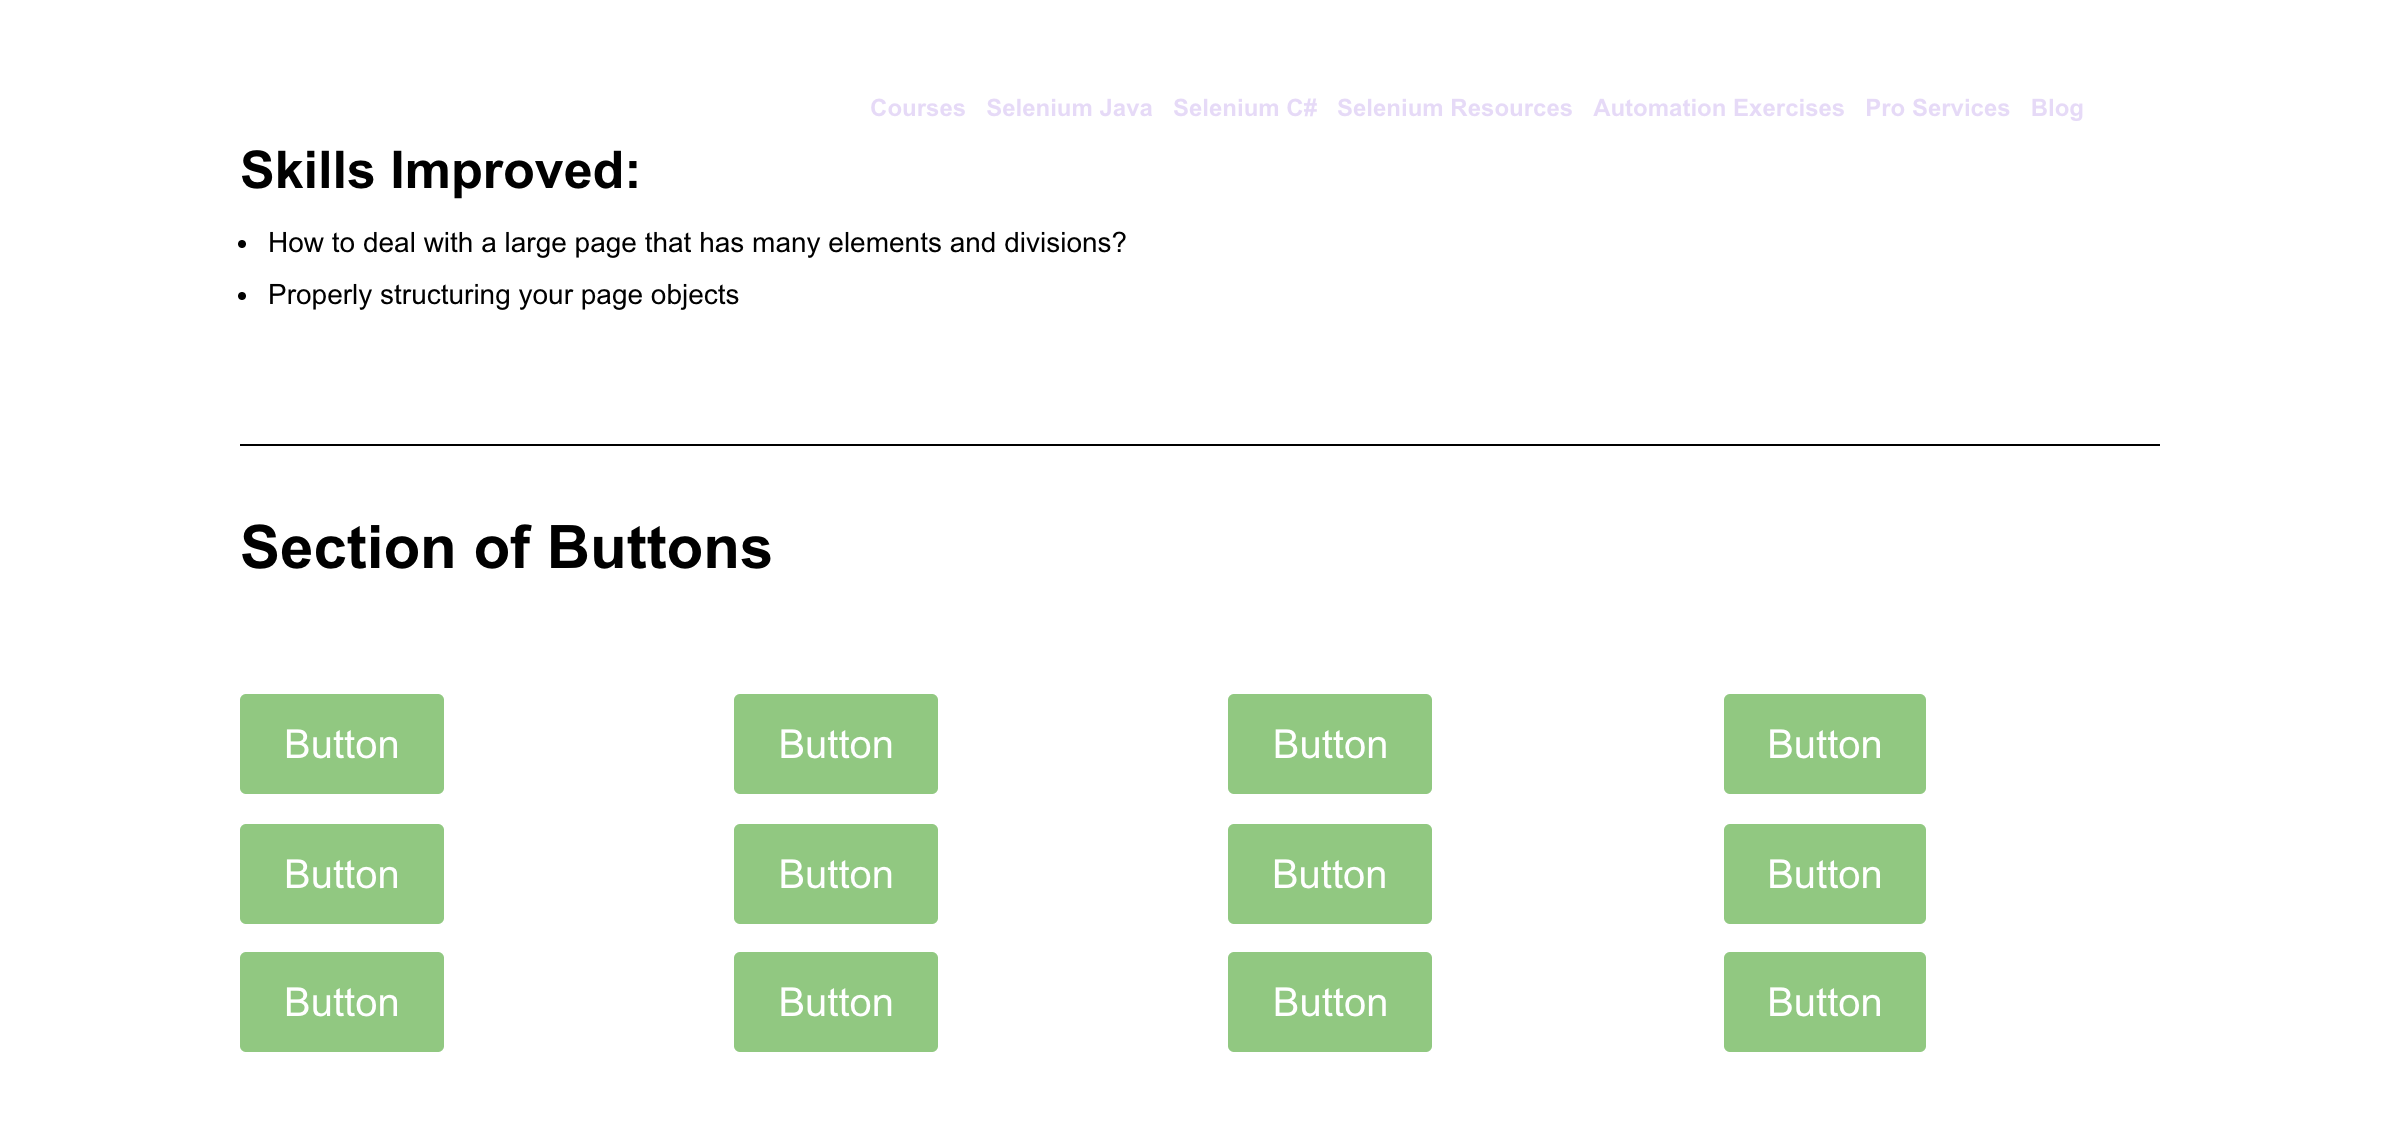 Courses Selenium Java Selenium C# Selenium Resources Automation Exercises Pro Services Blog
Skills Improved:
• How to deal with a large page that has many elements and divisions?
• Properly structuring your page objects
Section of Buttons
Button Button Button Button
Button Button Button Button
Button Button Button Button